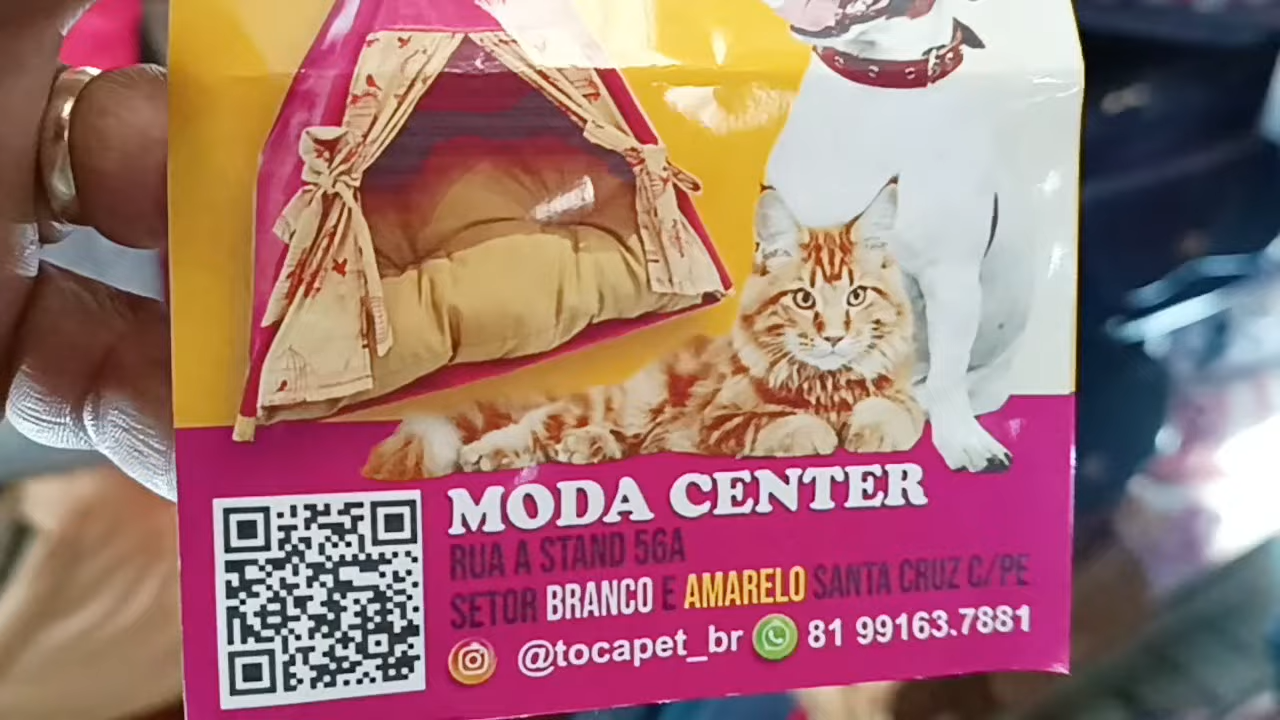 MODA CENTER
RUA A STAND 56A
SETOR BRANCO E AMARELO SANTA CRUZ C/PE
@tocapet_br 81 99163.7881